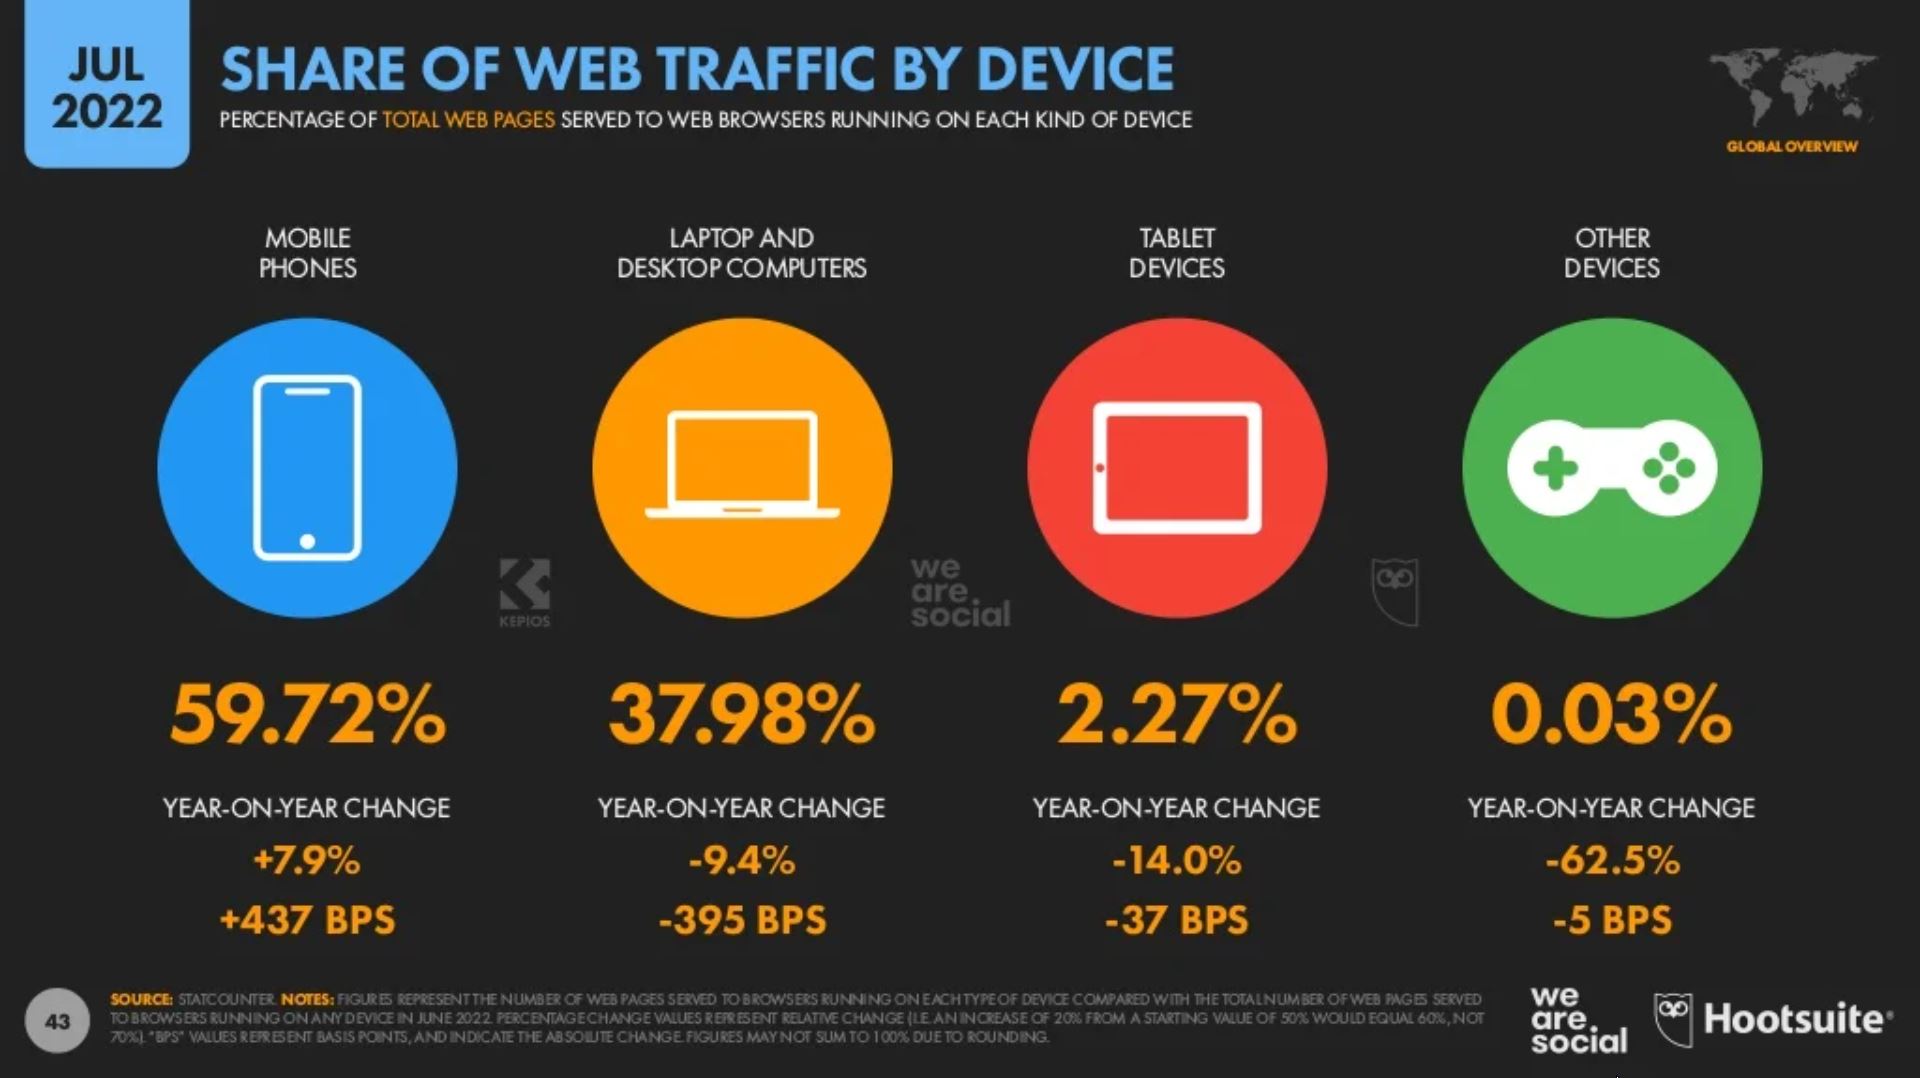 JUL
2022
SHARE OF WEB TRAFFIC BY DEVICE
PERCENTAGE OF TOTAL WEB PAGES SERVED TO WEB BROWSERS RUNNING ON EACH KIND OF DEVICE
GLOBAL OVERVIEW
MOBILE
PHONES
LAPTOP AND
DESKTOP COMPUTERS
TABLET
DEVICES
OTHER
DEVICES
KEPIOS
we
are.
social
59.72%
37.98%
2.27%
0.03%
YEAR-ON-YEAR CHANGE
YEAR-ON-YEAR CHANGE
YEAR-ON-YEAR CHANGE
YEAR-ON-YEAR CHANGE
+7.9%
-9.4%
-14.0%
-62.5%
+437 BPS
-395 BPS
-37 BPS
-5 BPS
43
SOURCE: STATCOUNTER. NOTES: FIGURES REPRESENT THE NUMBER OF WEB PAGES SERVED TO BROWSERS RUNNING ON EACH TYPE OF DEVICE COMPARED WITH THE TOTAL NUMBER OF WEB PAGES SERVED
TO BROWSERS RUNNING ON ANY DEVICE IN JUNE 2022. PERCENTAGE CHANGE VALUES REPRESENT RELATIVE CHANGE (I.E. AN INCREASE OF 20% FROM A STARTING VALUE OF 50% WOULD EQUAL 60%, NOT
70%). "BPS" VALUES REPRESENT BASIS POINTS, AND INDICATE THE ABSOLUTE CHANGE. FIGURES MAY NOT SUM TO 100% DUE TO ROUNDING.
we
are.
social
Hootsuite®